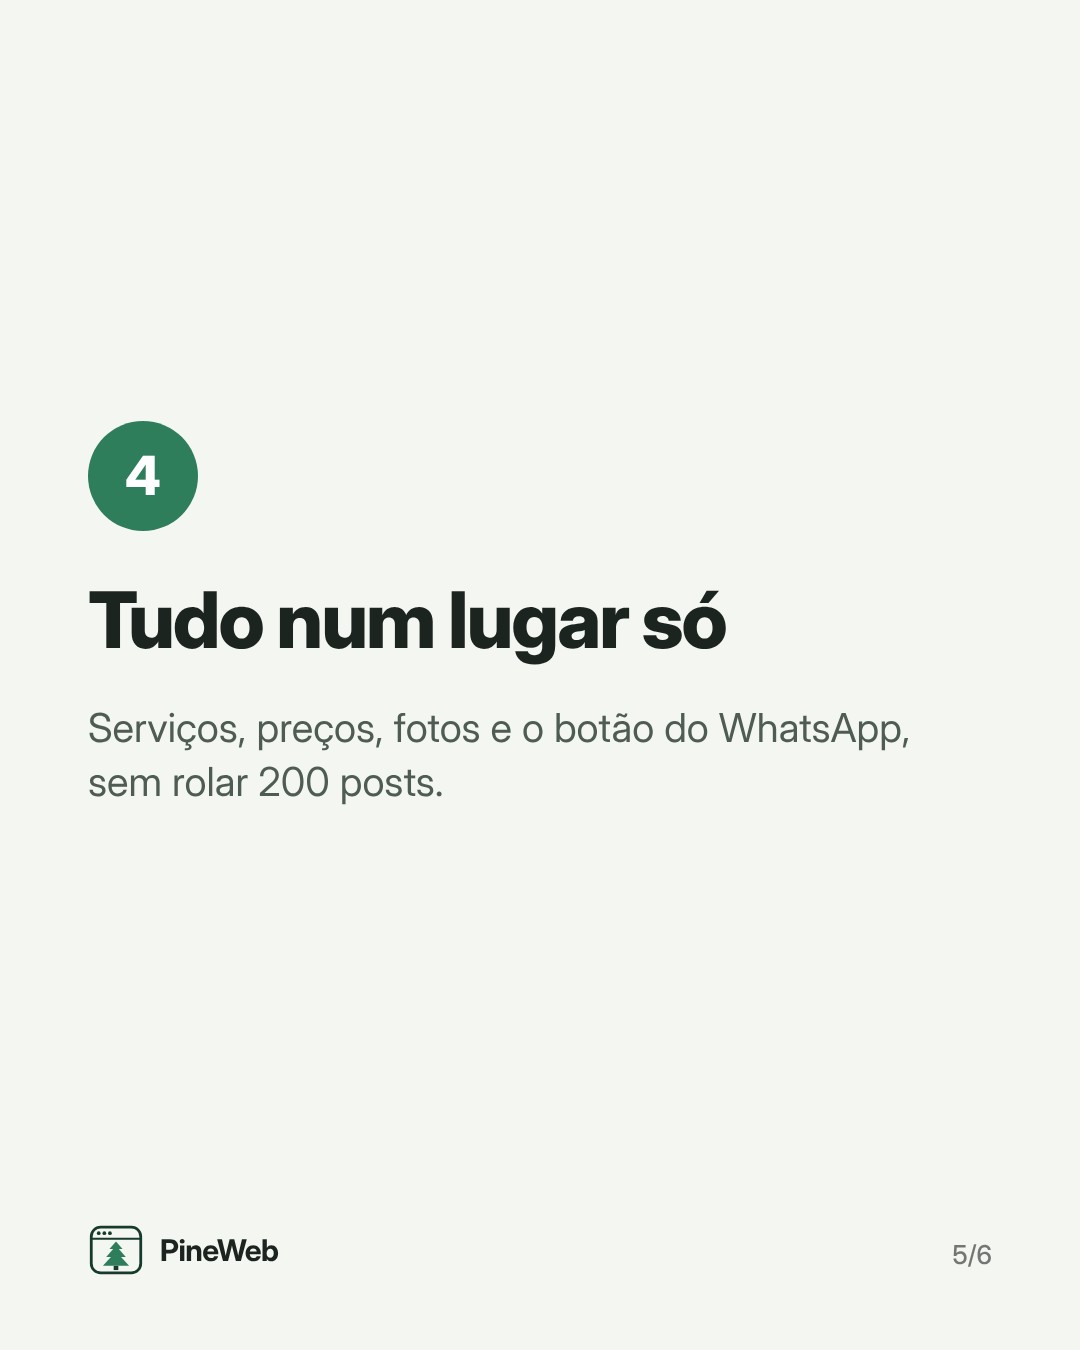 4
Tudo num lugar só
Serviços, preços, fotos e o botão do WhatsApp,
sem rolar 200 posts.
PineWeb
5/6